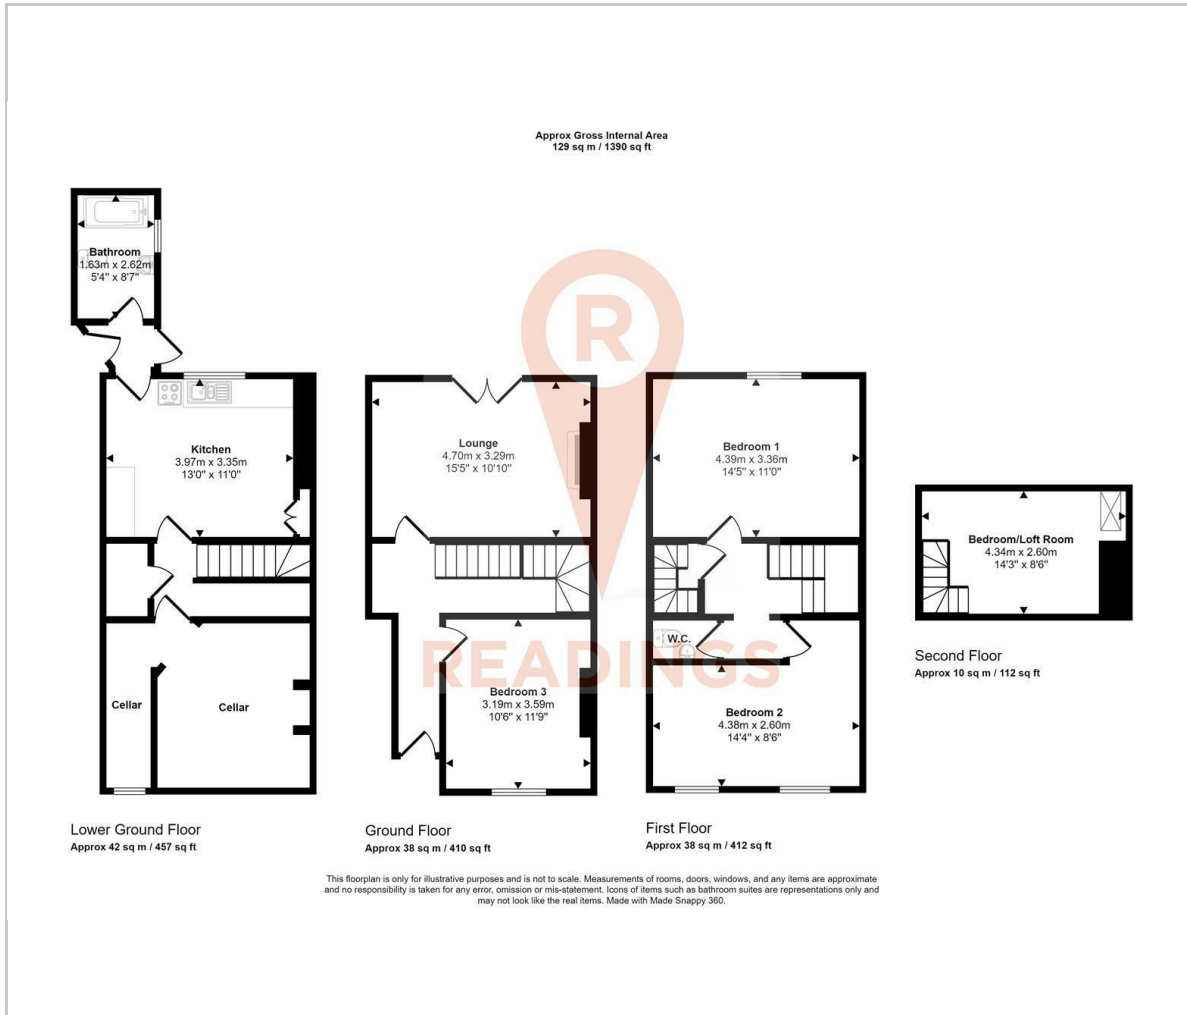 Approx Gross Internal Area
129 sq m / 1390 sq ft
Bathroom
1.63m x 2.62m
5'4" x 8'7"
Kitchen
3.97m x 3.35m
13'0" x 11'0"
Cellar
Cellar
Lower Ground Floor
Approx 42 sq m / 457 sq ft
R
READINGS
Lounge
4.70m x 3.29m
15'5" x 10'10"
Bedroom 3
3.19m x 3.59m
10'6" x 11'9"
Ground Floor
Approx 38 sq m / 410 sq ft
Bedroom 1
4.39m x 3.36m
14'5" x 11'0"
W.C.
Bedroom 2
4.38m x 2.60m
14'4" x 8'6"
First Floor
Approx 38 sq m / 412 sq ft
Bedroom/Loft Room
4.34m x 2.60m
14'3" x 8'6"
Second Floor
Approx 10 sq m / 112 sq ft
This floorplan is only for illustrative purposes and is not to scale. Measurements of rooms, doors, windows, and any items are approximate
and no responsibility is taken for any error, omission or mis-statement. Icons of items such as bathroom suites are representations only and
may not look like the real items. Made with Made Snappy 360.